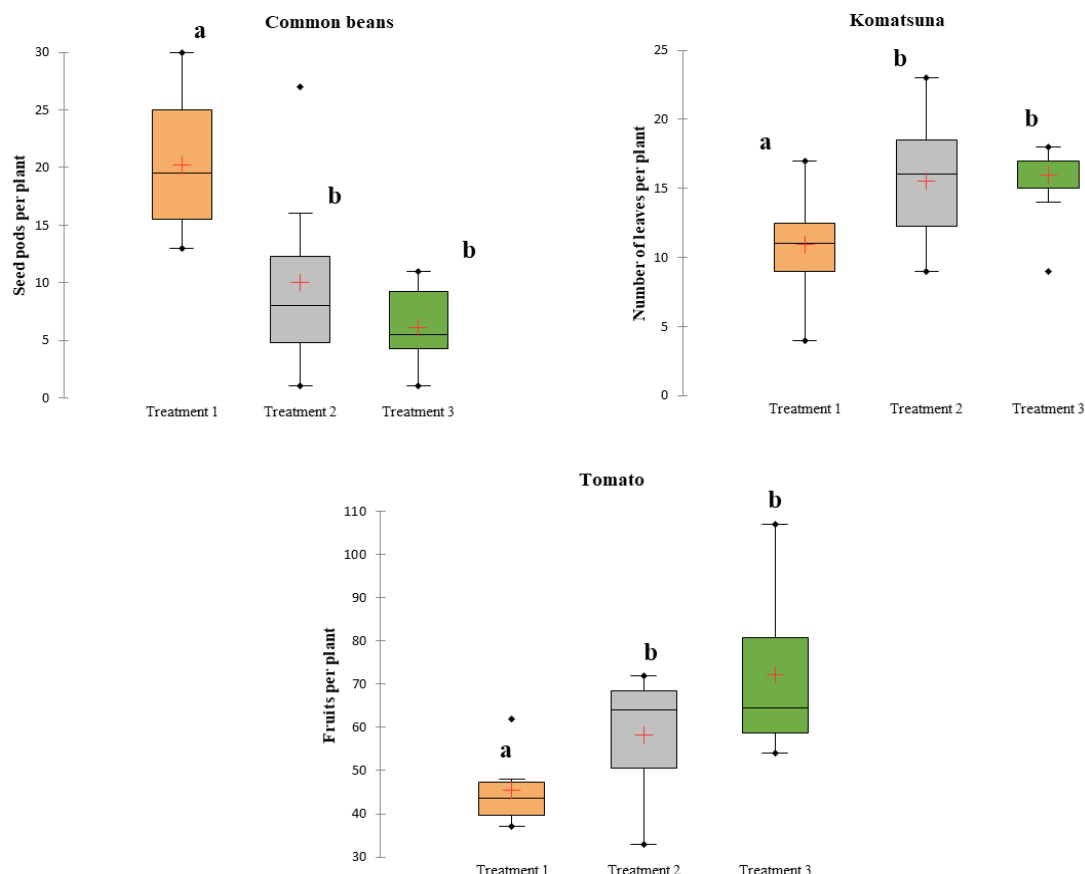 Common beans
a
b
b
Seed pods per plant
30
25
20
15
10
5
0
Treatment 1
Treatment 2
Treatment 3
Komatsuna
b
b
a
Number of leaves per plant
25
20
15
10
5
0
Treatment 1
Treatment 2
Treatment 3
Tomato
b
b
a
Fruits per plant
110
100
90
80
70
60
50
40
30
Treatment 1
Treatment 2
Treatment 3